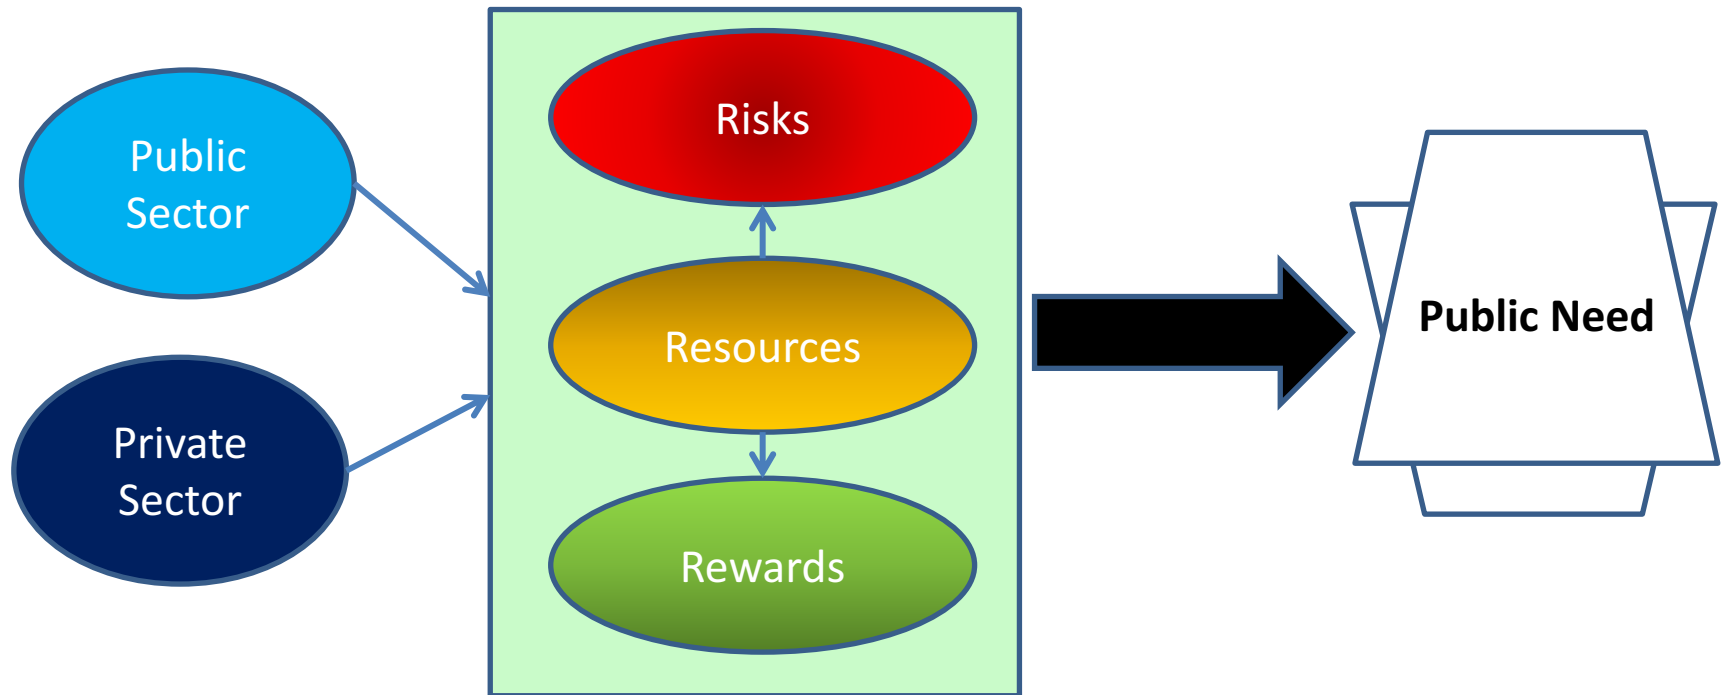 Public
Sector
Private
Sector
Risks
Resources
Rewards
Public Need